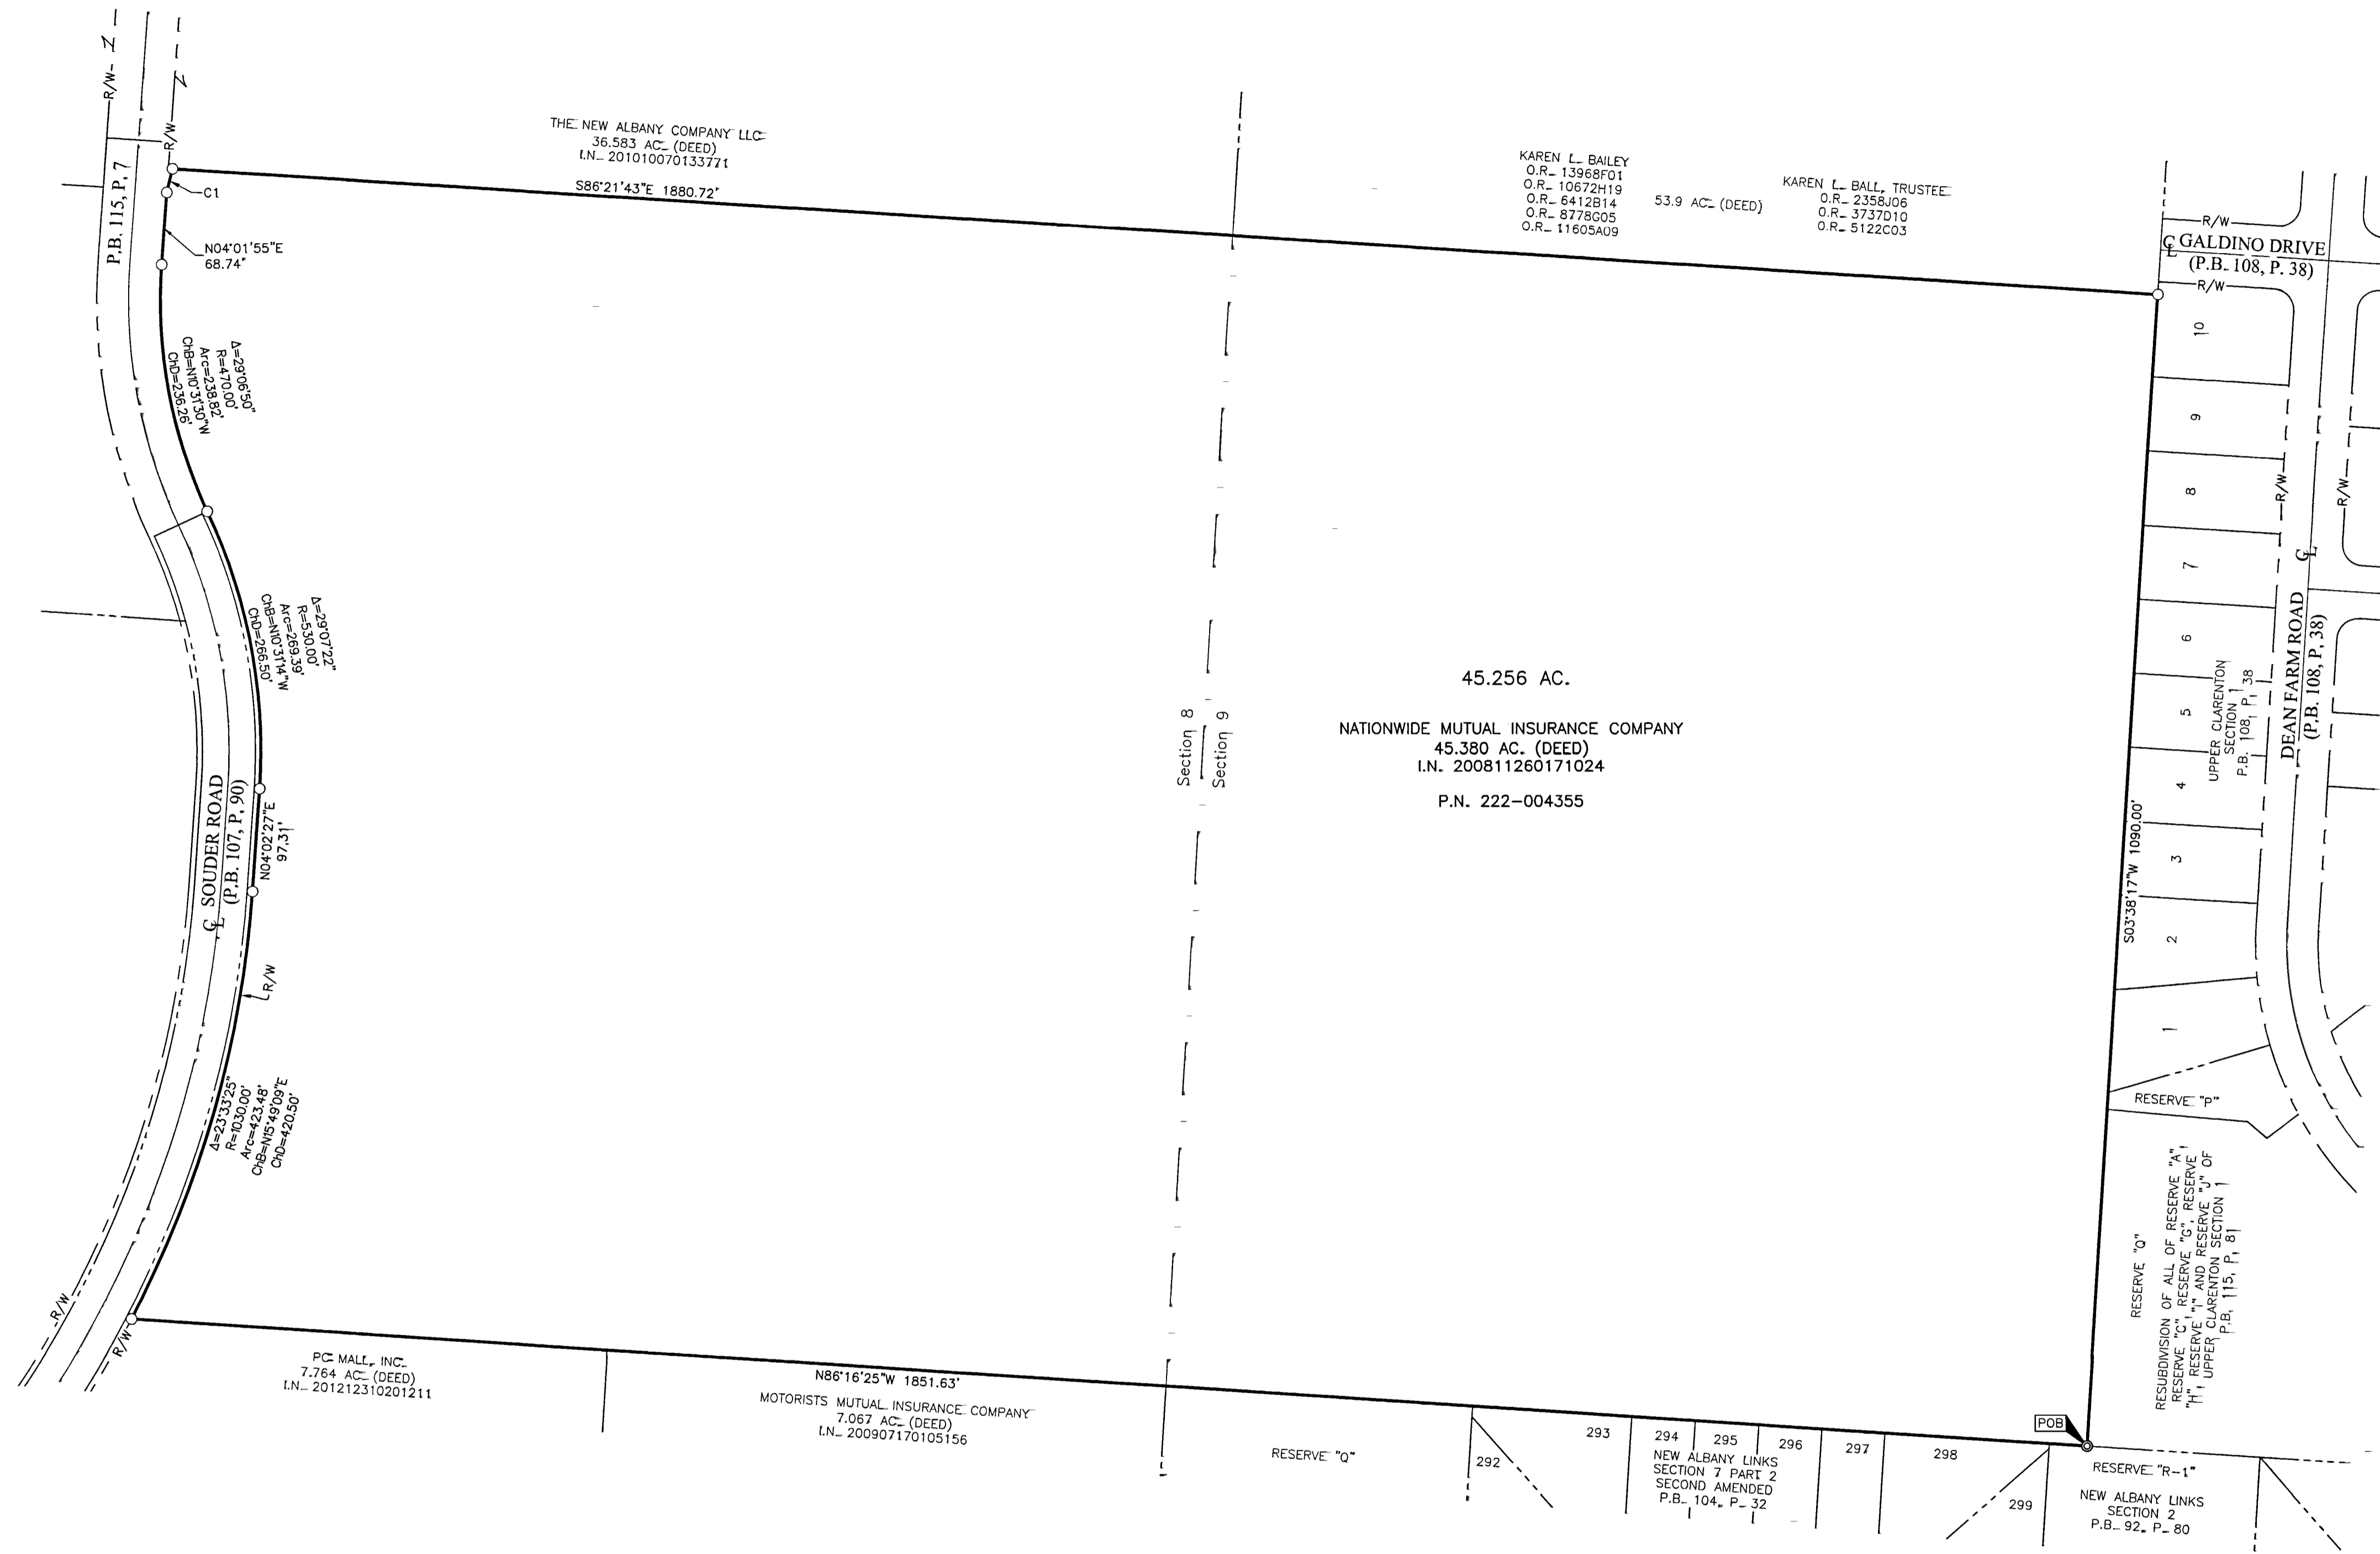 R/W
Z
R/W
Z
P.B. 115, P. 7
C1
N04°01'55"E
68.74'
THE NEW ALBANY COMPANY LLC
36.583 AC. (DEED)
I.N. 201010070133771
S86°21'43"E 1880.72'
KAREN L. BAILEY
O.R. 13968F01
O.R. 10672H19
O.R. 6412B14
O.R. 8778G05
O.R. 11605A09
53.9 AC. (DEED)
KAREN L. BALL, TRUSTEE
O.R. 2358J06
O.R. 3737D10
O.R. 5122C03
R/W
℄ GALDINO DRIVE
(P.B. 108, P. 38)
R/W
Δ=29°06'50"
R=470.00'
Arc=238.82'
ChB=N10°31'30"W
ChD=236.26'
Δ=29°07'22"
R=530.00'
Arc=269.39'
ChB=N10°31'14"W
ChD=266.50'
℄ SOUDER ROAD
(P.B. 107, P. 90)
N04°02'27"E
97.31'
R/W
Δ=23°33'25"
R=1030.00'
Arc=423.48'
ChB=N15°49'09"E
ChD=420.50'
R/W
R/W
Section 8
Section 9
45.256 AC.
NATIONWIDE MUTUAL INSURANCE COMPANY
45.380 AC. (DEED)
I.N. 200811260171024
P.N. 222-004355
S03°38'17"W 1090.00'
10
9
8
7
6
5
4
3
2
1
R/W
R/W
UPPER CLARENTON
SECTION 1
P.B. 108, P. 38
℄
DEAN FARM ROAD
(P.B. 108, P. 38)
RESERVE "P"
RESERVE "Q"
RESUBDIVISION OF ALL OF RESERVE "A"
RESERVE "C", RESERVE "G", RESERVE
"H", RESERVE "I" AND RESERVE "J" OF
UPPER CLARENTON SECTION 1
P.B. 115, P. 81
PC MALL, INC.
7.764 AC. (DEED)
I.N. 201212310201211
N86°16'25"W 1851.63'
MOTORISTS MUTUAL INSURANCE COMPANY
7.067 AC. (DEED)
I.N. 200907170105156
RESERVE "Q"
292
293
294
295
296
297
298
299
NEW ALBANY LINKS
SECTION 7 PART 2
SECOND AMENDED
P.B. 104, P. 32
POB
RESERVE "R-1"
NEW ALBANY LINKS
SECTION 2
P.B. 92, P. 80